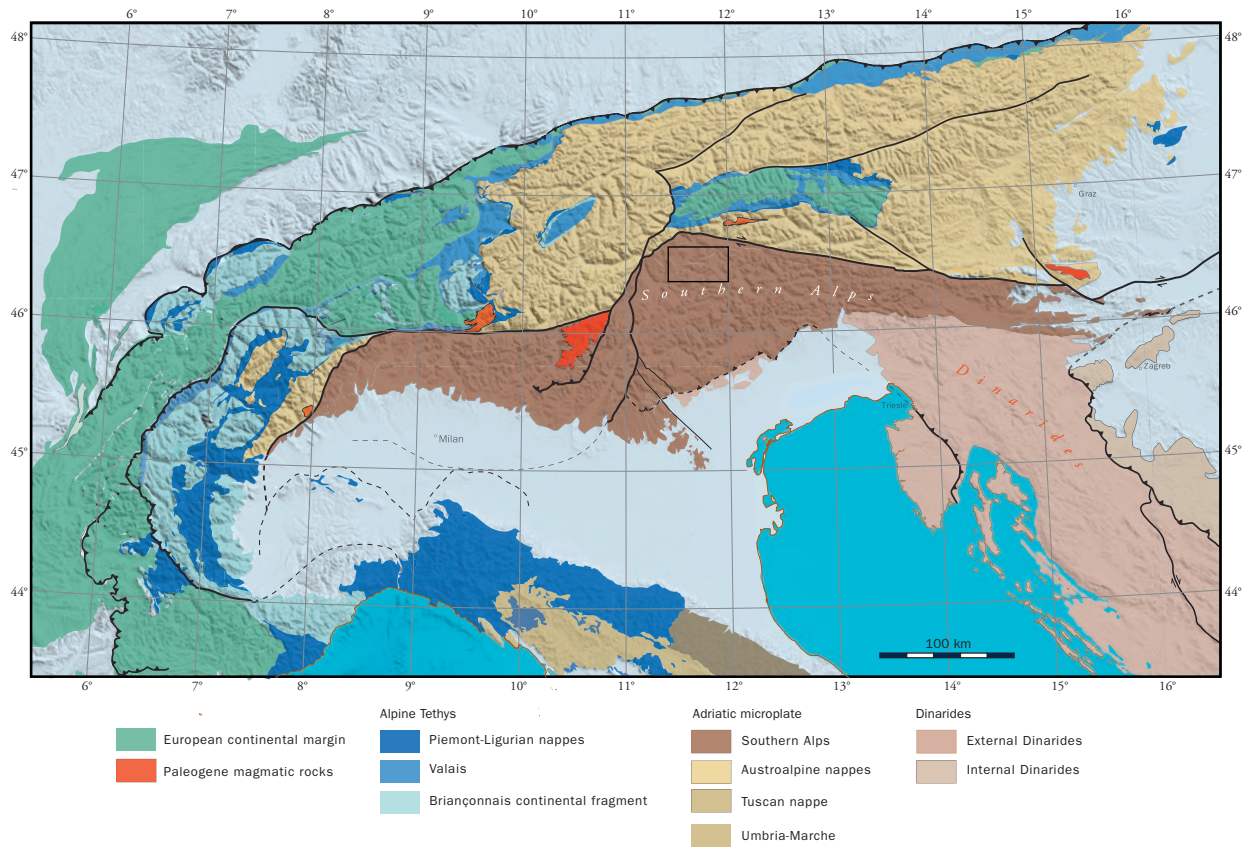 6° 7° 8° 9° 10° 11° 12° 13° 14° 15° 16°
48° 48°
47° 47°
Graz
Southern Alps
46° 46°
Zagreb
Dinarides
Trieste
Milan
45° 45°
44° 44°
100 km
6° 7° 8° 9° 10° 11° 12° 13° 14° 15° 16°
Alpine Tethys Adriatic microplate Dinarides
European continental margin Piemont-Ligurian nappes Southern Alps External Dinarides
Paleogene magmatic rocks Valais Austroalpine nappes Internal Dinarides
Briançonnais continental fragment Tuscan nappe
Umbria-Marche